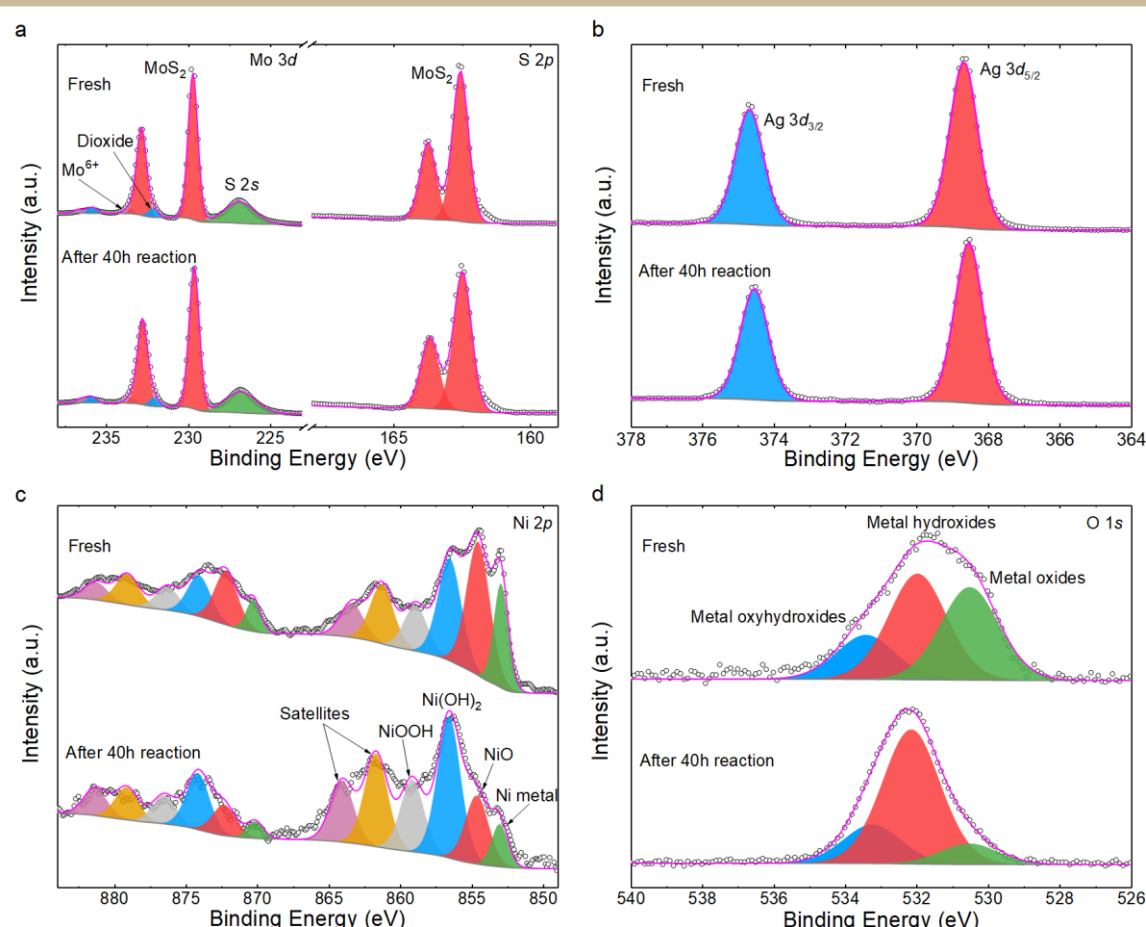 a
Mo 3d
S 2p
MoS₂
MoS₂
Fresh
Dioxide
Mo⁶⁺
S 2s
After 40h reaction
Intensity (a.u.)
235 230 225 165 160
Binding Energy (eV)
b
Ag 3d₅/₂
Fresh
Ag 3d₃/₂
After 40h reaction
Intensity (a.u.)
378 376 374 372 370 368 366 364
Binding Energy (eV)
c
Ni 2p
Fresh
Ni(OH)₂
Satellites
NiOOH
After 40h reaction
NiO
Ni metal
Intensity (a.u.)
880 875 870 865 860 855 850
Binding Energy (eV)
d
Metal hydroxides
O 1s
Fresh
Metal oxides
Metal oxyhydroxides
After 40h reaction
Intensity (a.u.)
540 538 536 534 532 530 528 526
Binding Energy (eV)